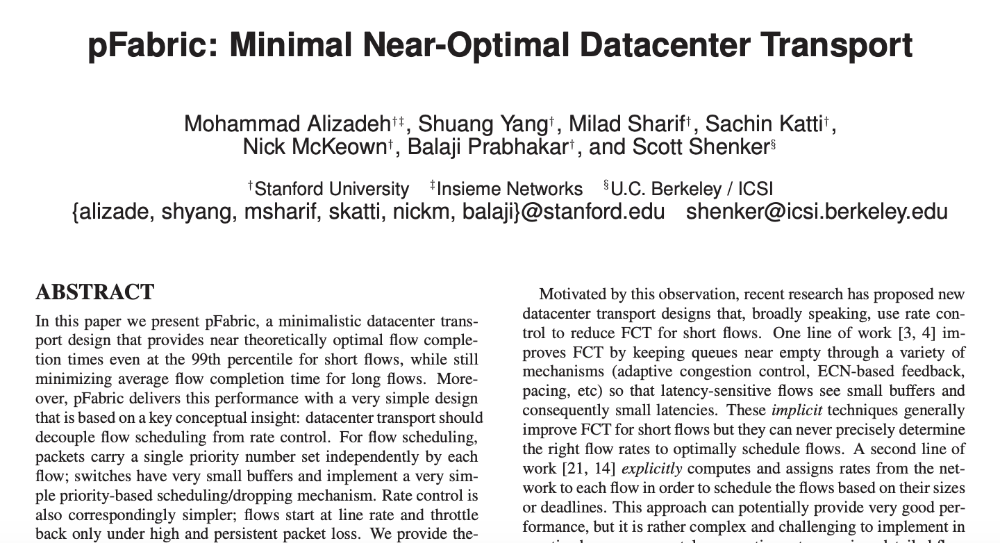 pFabric: Minimal Near-Optimal Datacenter Transport
Mohammad Alizadeh†‡, Shuang Yang†, Milad Sharif†, Sachin Katti†,
Nick McKeown†, Balaji Prabhakar†, and Scott Shenker§
†Stanford University ‡Insieme Networks §U.C. Berkeley / ICSI
{alizade, shyang, msharif, skatti, nickm, balaji}@stanford.edu shenker@icsi.berkeley.edu
ABSTRACT
In this paper we present pFabric, a minimalistic datacenter trans-
port design that provides near theoretically optimal flow comple-
tion times even at the 99th percentile for short flows, while still
minimizing average flow completion time for long flows. More-
over, pFabric delivers this performance with a very simple design
that is based on a key conceptual insight: datacenter transport should
decouple flow scheduling from rate control. For flow scheduling,
packets carry a single priority number set independently by each
flow; switches have very small buffers and implement a very sim-
ple priority-based scheduling/dropping mechanism. Rate control is
also correspondingly simpler; flows start at line rate and throttle
back only under high and persistent packet loss. We provide the-
Motivated by this observation, recent research has proposed new
datacenter transport designs that, broadly speaking, use rate con-
trol to reduce FCT for short flows. One line of work [3, 4] im-
proves FCT by keeping queues near empty through a variety of
mechanisms (adaptive congestion control, ECN-based feedback,
pacing, etc) so that latency-sensitive flows see small buffers and
consequently small latencies. These implicit techniques generally
improve FCT for short flows but they can never precisely determine
the right flow rates to optimally schedule flows. A second line of
work [21, 14] explicitly computes and assigns rates from the net-
work to each flow in order to schedule the flows based on their sizes
or deadlines. This approach can potentially provide very good per-
formance, but it is rather complex and challenging to implement in